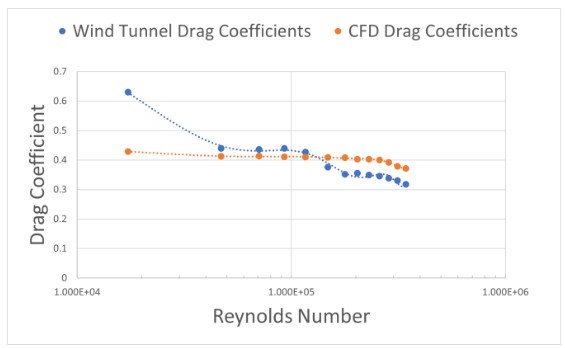 Wind Tunnel Drag Coefficients CFD Drag Coefficients
0.7
0.6
0.5
0.4
0.3
0.2
0.1
0
Drag Coefficient
1.000E+04 1.000E+05 1.000E+06
Reynolds Number